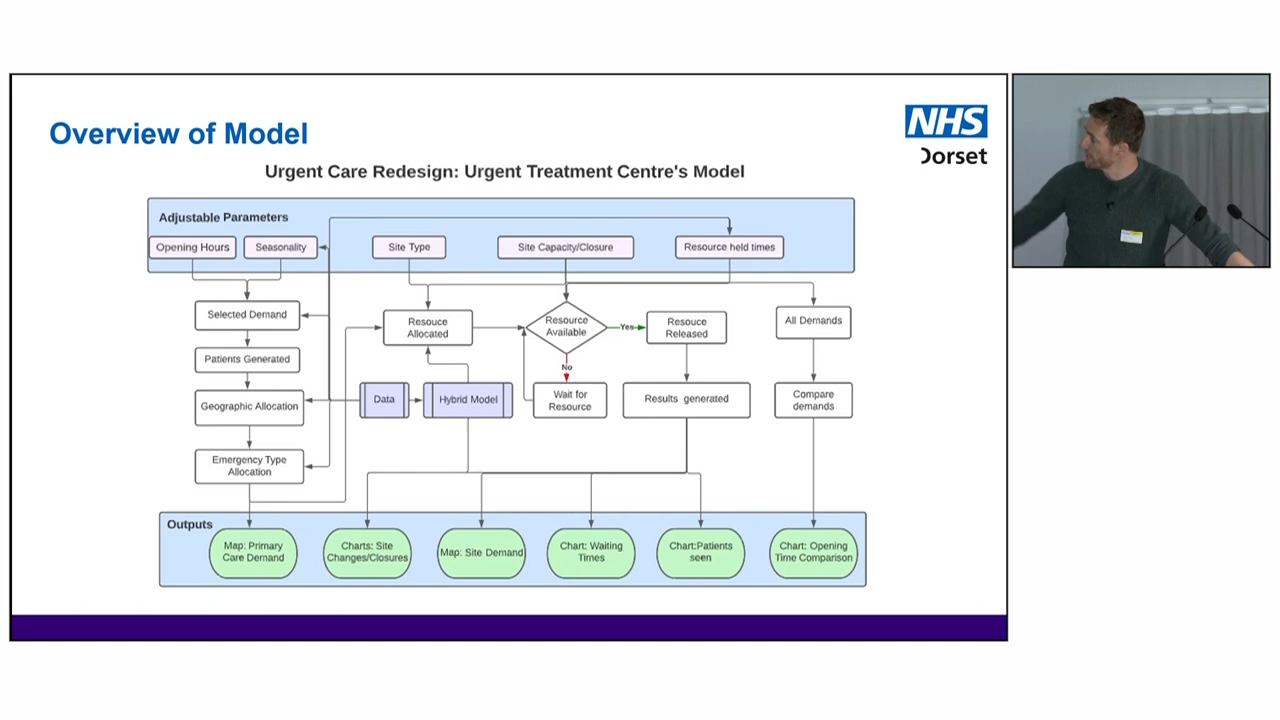 Overview of Model
NHS
Dorset
Urgent Care Redesign: Urgent Treatment Centre's Model
Adjustable Parameters
Opening Hours
Seasonality
Site Type
Site Capacity/Closure
Resource held times
Selected Demand
Resouce
Allocated
Resource
Available
Yes
Resouce
Released
All Demands
Patients Generated
No
Geographic Allocation
Data
Hybrid Model
Wait for
Resource
Results generated
Compare
demands
Emergency Type
Allocation
Outputs
Map: Primary
Care Demand
Charts: Site
Changes/Closures
Map: Site Demand
Chart: Waiting
Times
Chart:Patients
seen
Chart: Opening
Time Comparison